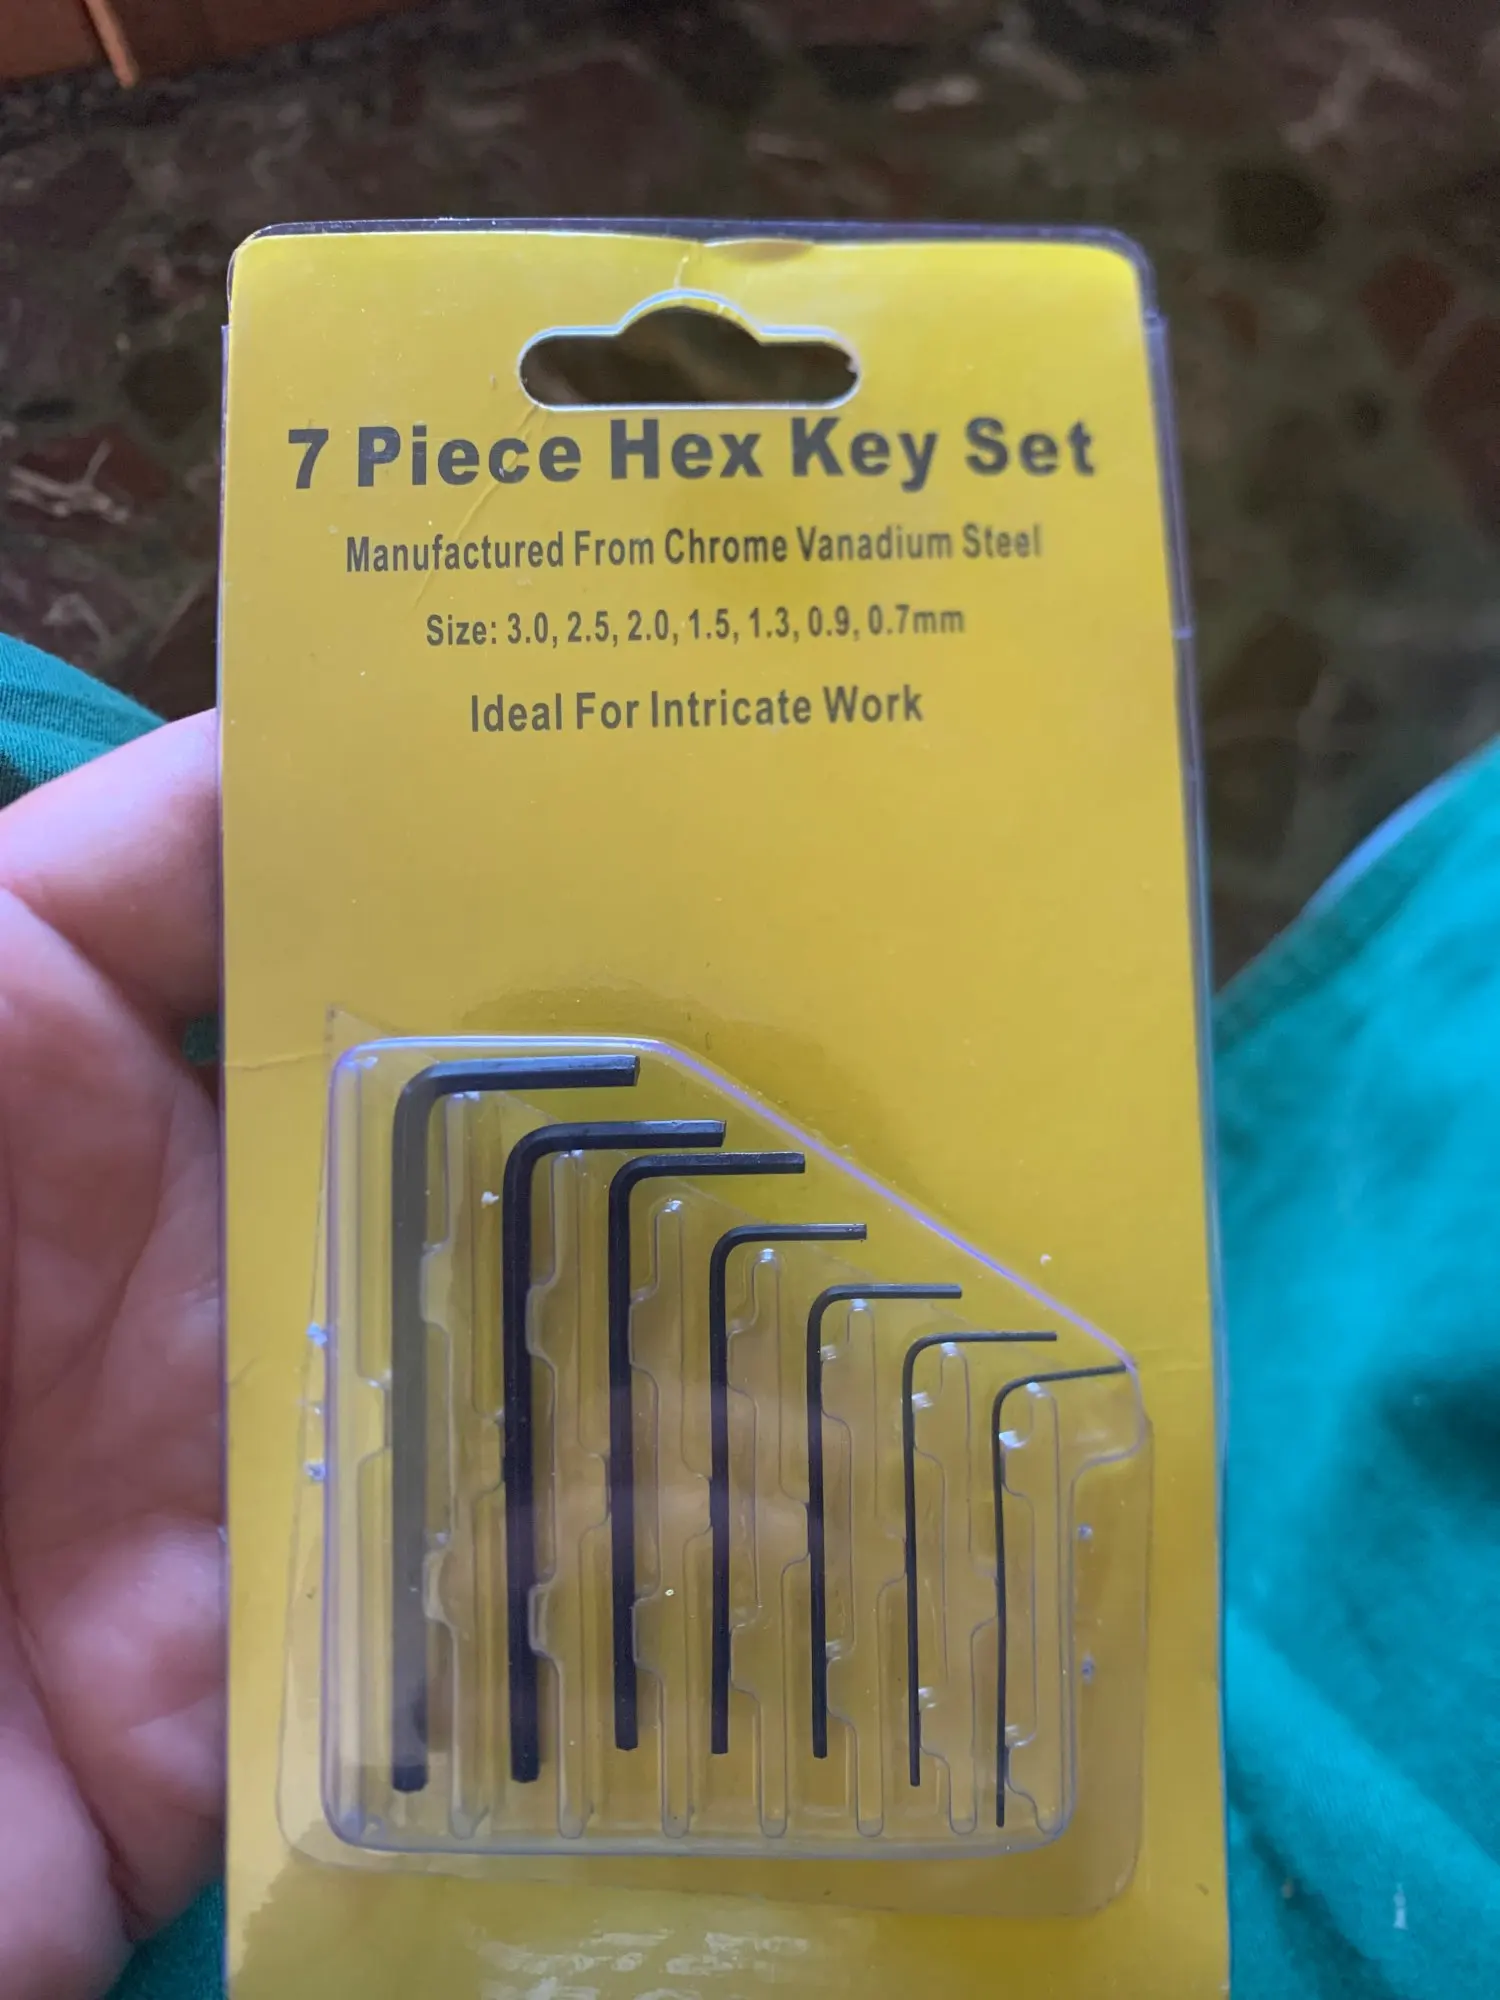 7 Piece Hex Key Set
Manufactured From Chrome Vanadium Steel
Size: 3.0, 2.5, 2.0, 1.5, 1.3, 0.9, 0.7mm
Ideal For Intricate Work